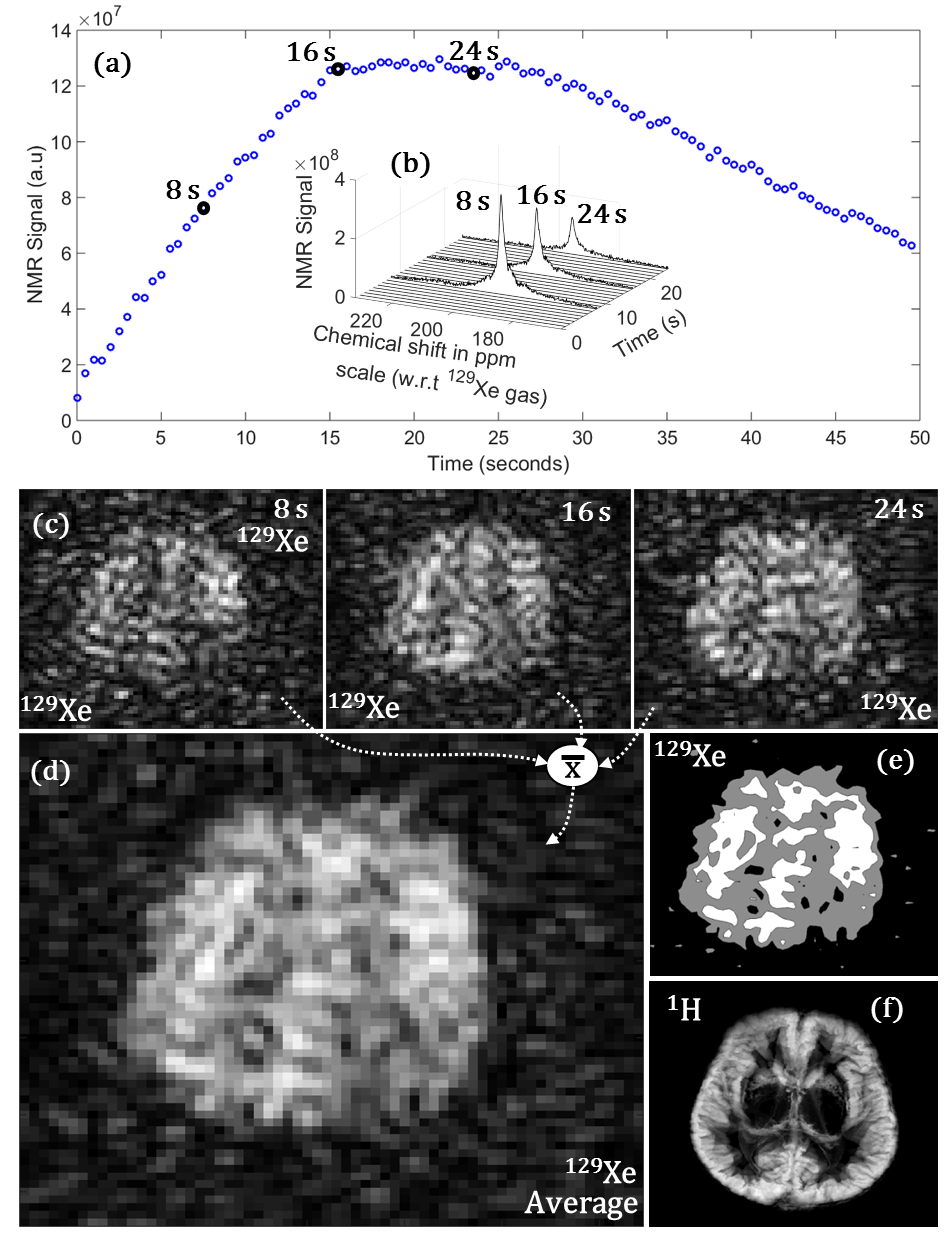 ×10⁷
14
12
10
8
6
4
2
0
NMR Signal (a.u)
(a)
8 s
16 s
24 s
(b)
×10⁸
4
2
0
NMR Signal
8 s
16 s
24 s
220
200
180
Chemical shift in ppm
scale (w.r.t ¹²⁹Xe gas)
0
10
20
Time (s)
0
5
10
15
20
25
30
35
40
45
50
Time (seconds)
(c)
8 s
¹²⁹Xe
¹²⁹Xe
16 s
¹²⁹Xe
24 s
¹²⁹Xe
(d)
x̅
¹²⁹Xe
Average
¹²⁹Xe
(e)
¹H
(f)